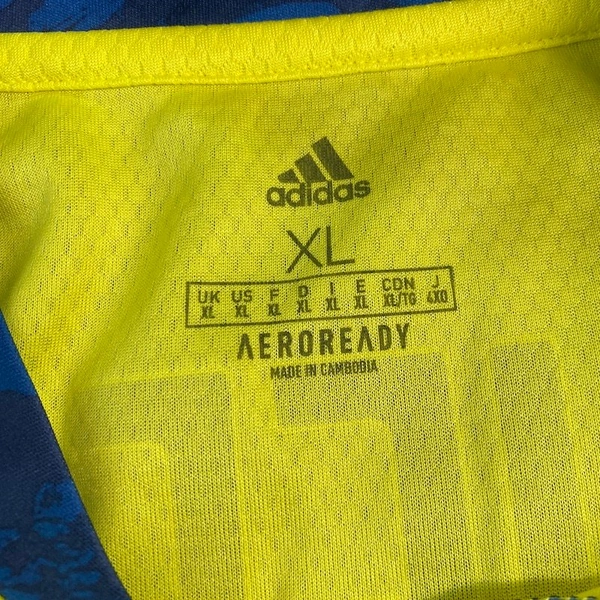 adidas
XL
UK US F D I E CDN J
XL XL XL XL XL XL XL/TG 4XO
AEROREADY
MADE IN CAMBODIA